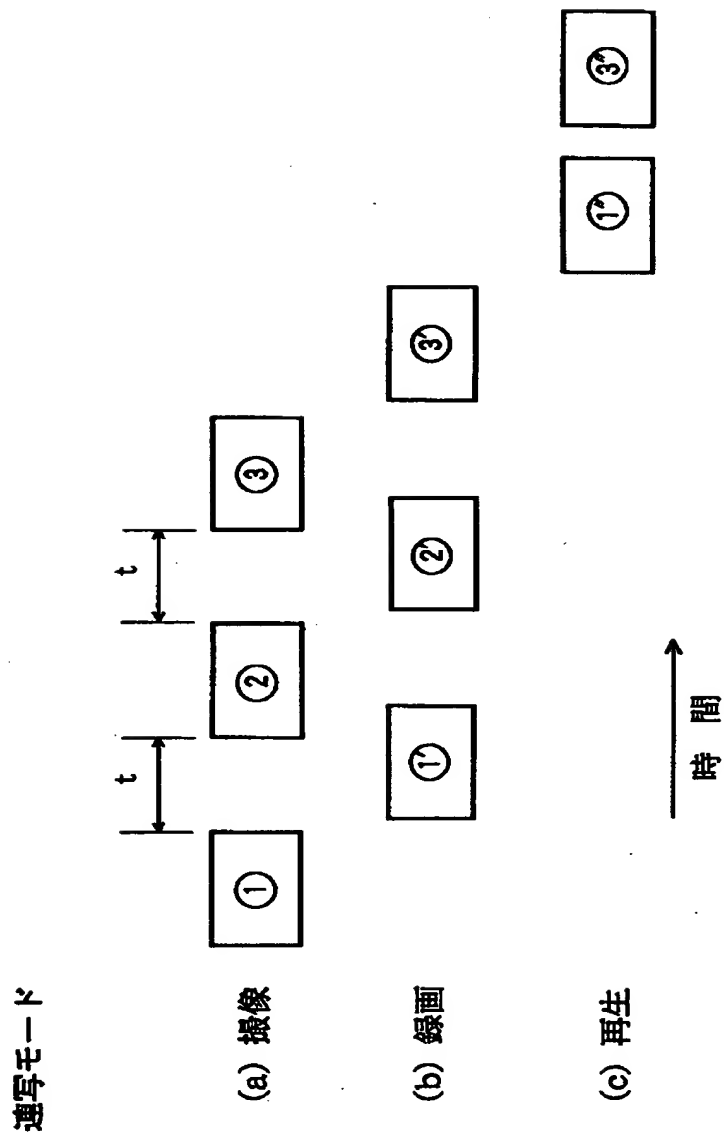 連写モード
t t
(a) 撮像 ① ② ③
(b) 録画 1' 2' 3'
(c) 再生 1" 3"
時 間